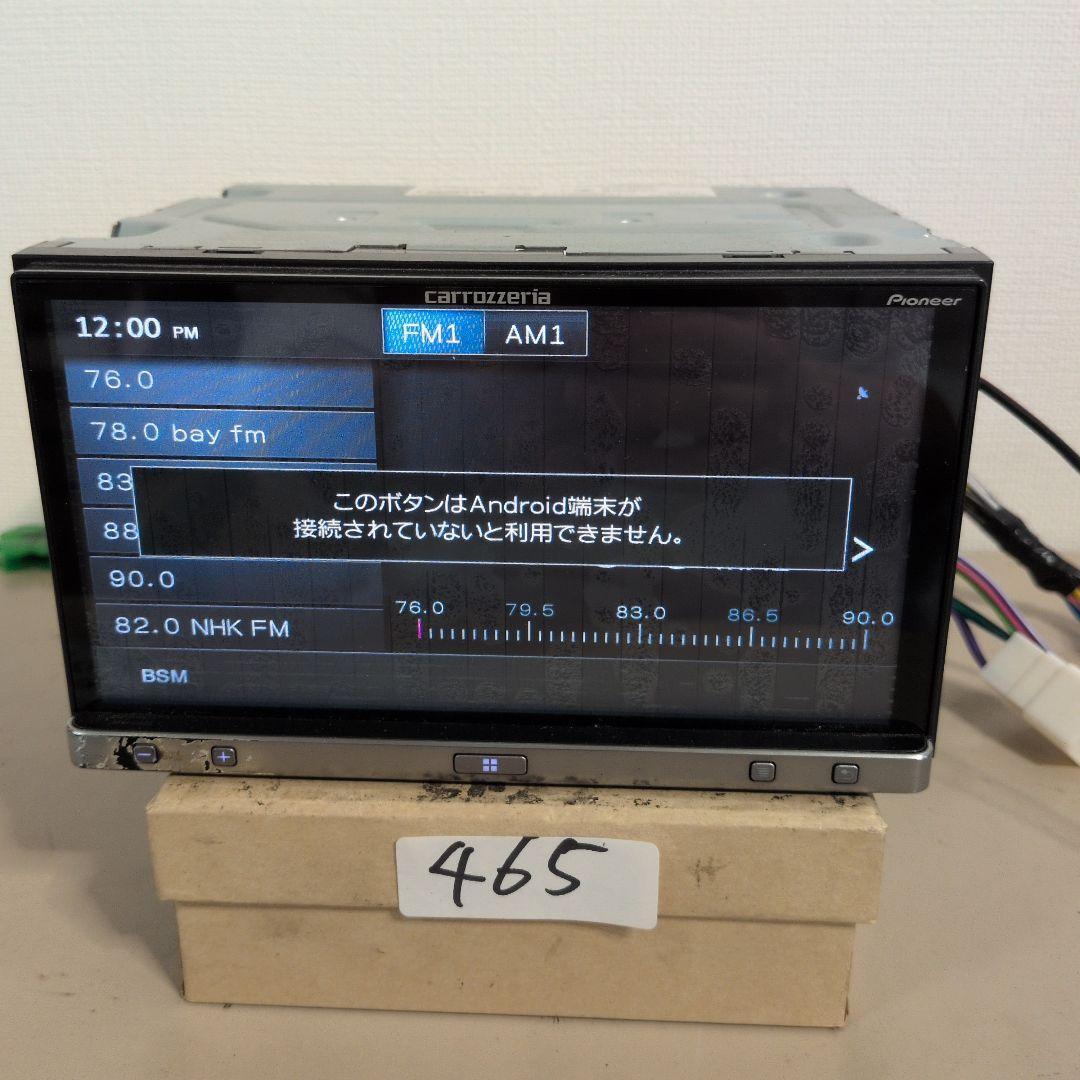 carrozzeria
Pioneer
12:00 PM
FM1
AM1
76.0
78.0 bay fm
83
88
このボタンはAndroid端末が
接続されていないと利用できません。
>
90.0
82.0 NHK FM
76.0 79.5 83.0 86.5 90.0
BSM
465